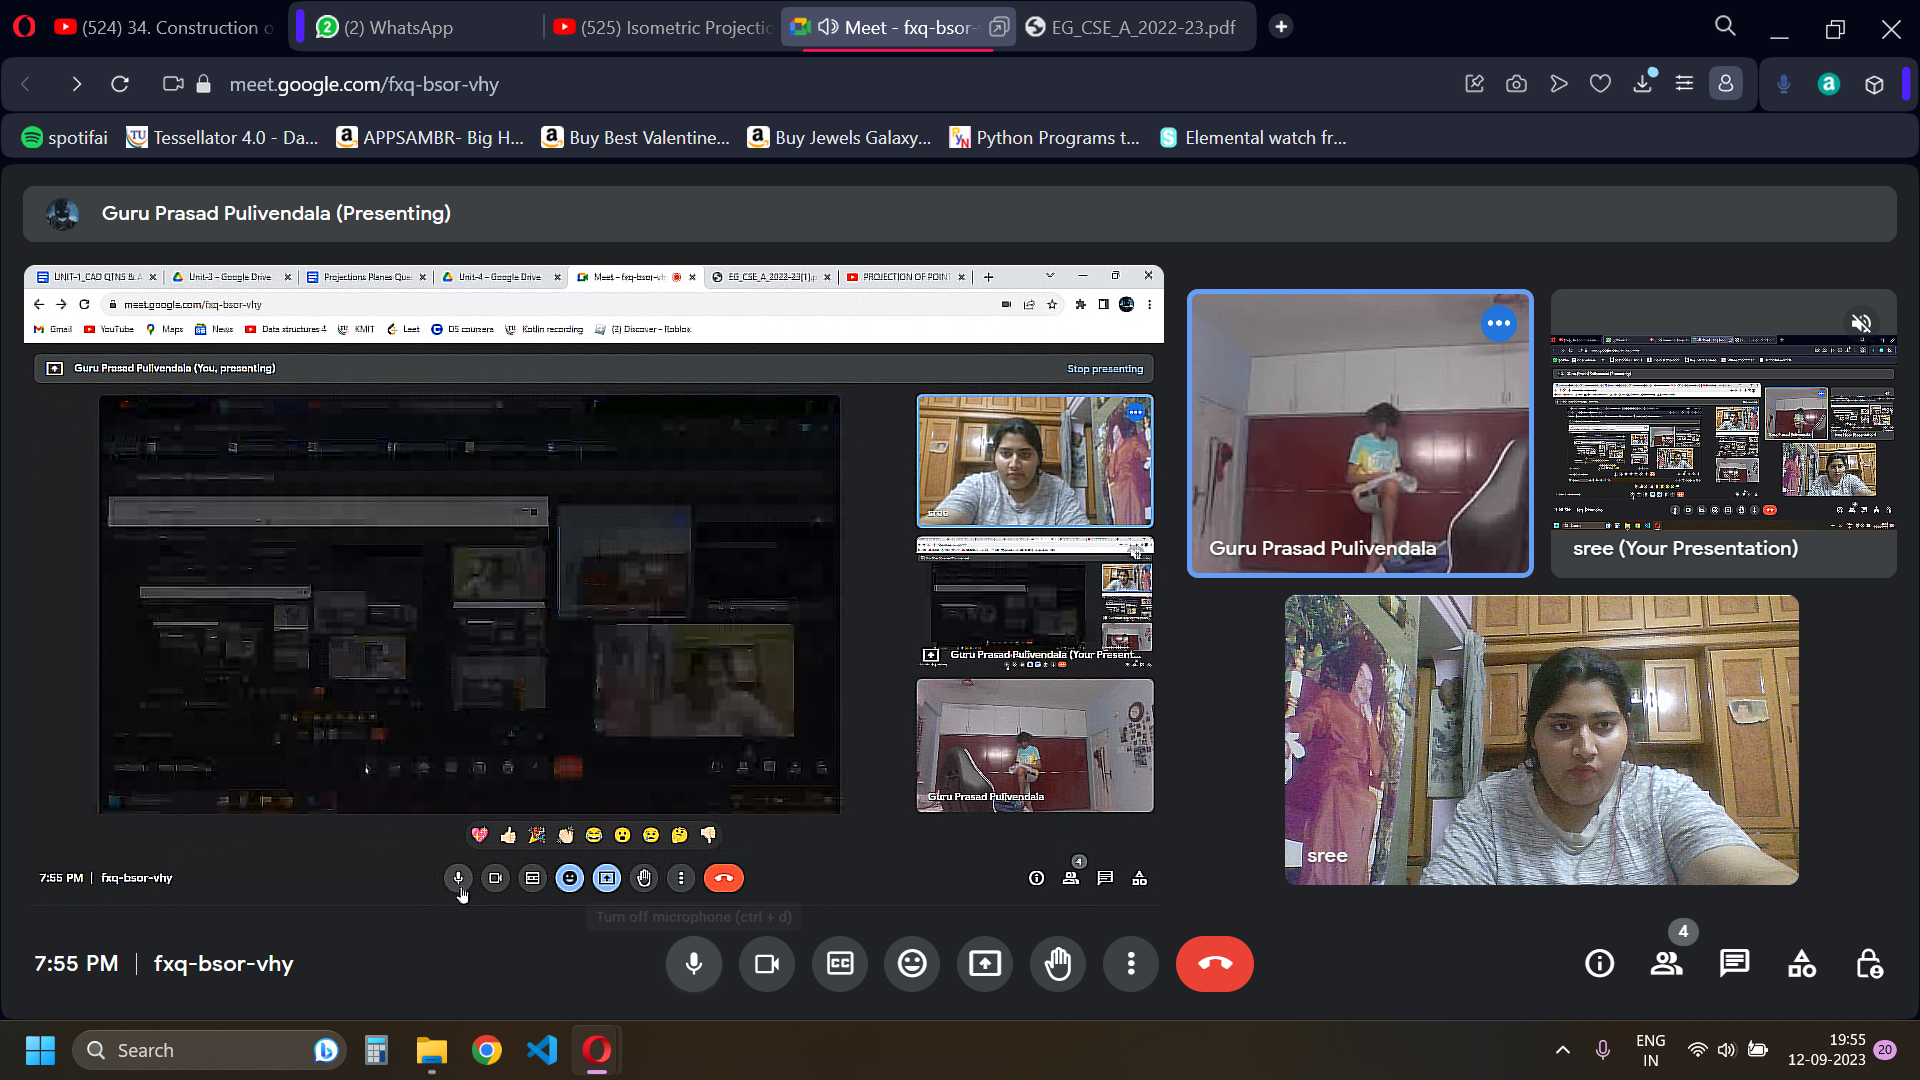 (524) 34. Construction o
(2) WhatsApp
(525) Isometric Projectio
Meet - fxq-bsor-
EG_CSE_A_2022-23.pdf
meet.google.com/fxq-bsor-vhy
spotifai
Tessellator 4.0 - Da...
APPSAMBR- Big H...
Buy Best Valentine...
Buy Jewels Galaxy...
Python Programs t...
Elemental watch fr...
Guru Prasad Pulivendala (Presenting)
UNIT-1_CAD QTNS & A
Unit-3 - Google Drive
Projections Planes Que
Unit-4 - Google Drive
Meet - fxq-bsor-vh
EG_CSE_A_2022-23(1).p
PROJECTION OF POINT
meet.google.com/fxq-bsor-vhy
Gmail
YouTube
Maps
News
Data structures 4
KMIT
Leet
DS coursera
Kotlin recording
(2) Discover - Roblox
Guru Prasad Pulivendala (You, presenting)
Stop presenting
sree
Guru Prasad Pulivendala (Your Present...
Guru Prasad Pulivendala
7:55 PM | fxq-bsor-vhy
4
Turn off microphone (ctrl + d)
Guru Prasad Pulivendala
sree (Your Presentation)
sree
7:55 PM | fxq-bsor-vhy
CC
4
Search
ENG
IN
19:55
12-09-2023
20